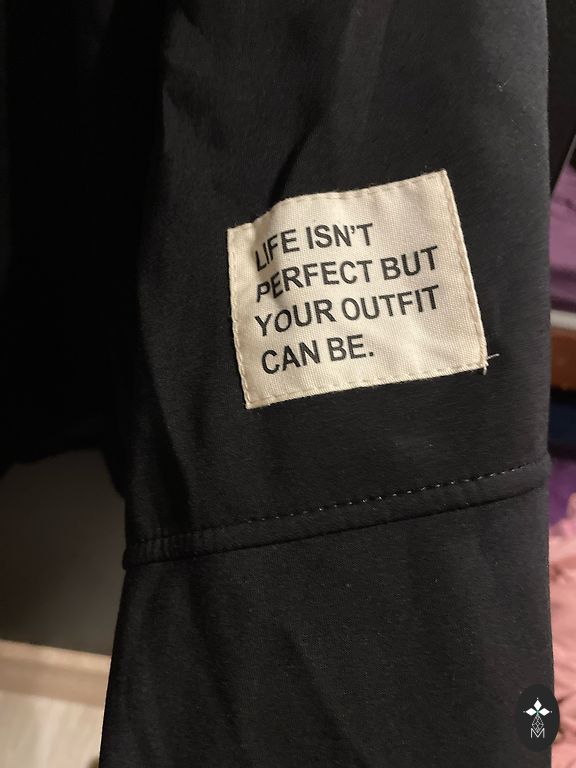 LIFE ISN'T
PERFECT BUT
YOUR OUTFIT
CAN BE.
M